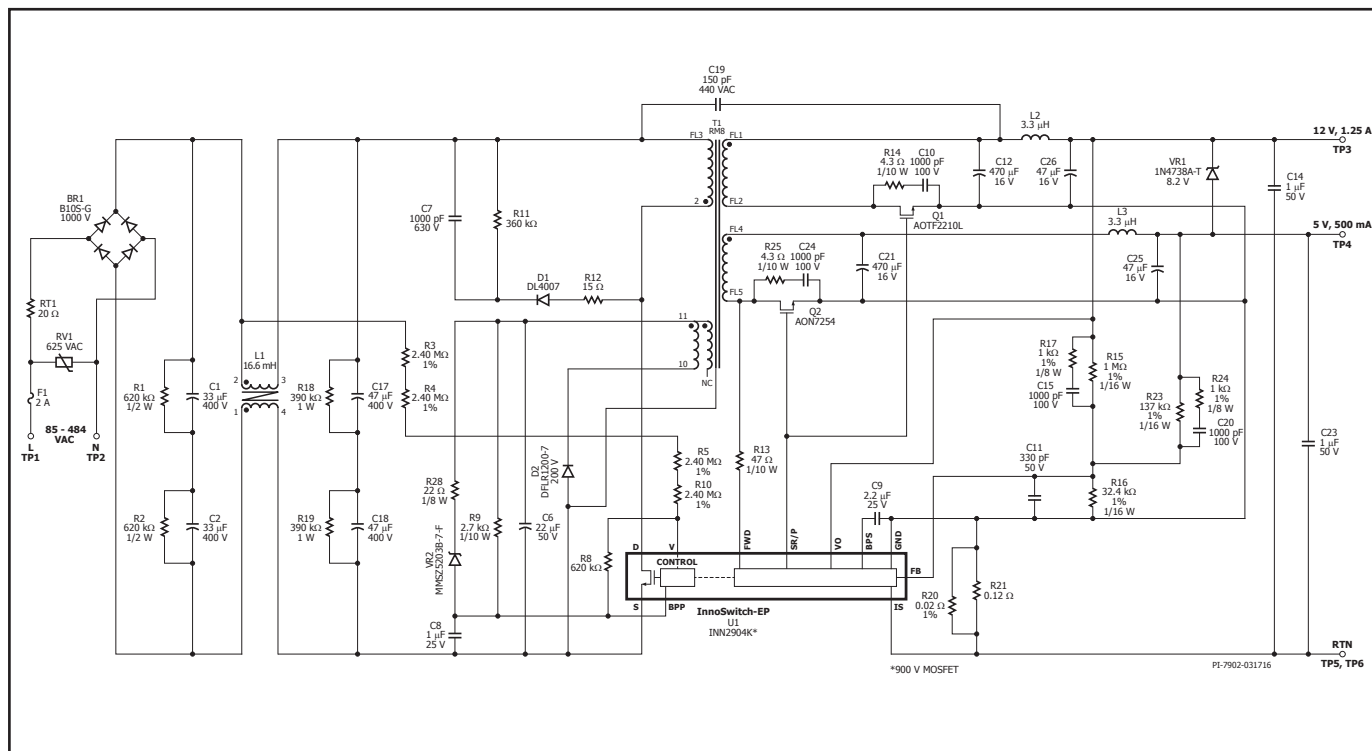 C19
150 pF
440 VAC
T1
RM8
FL3
FL1
L2
3.3 μH
12 V, 1.25 A
TP3
BR1
B10S-G
1000 V
C7
1000 pF
630 V
R11
360 kΩ
2
FL2
R14
4.3 Ω
1/10 W
C10
1000 pF
100 V
Q1
AOTF2210L
C12
470 μF
16 V
C26
47 μF
16 V
VR1
1N4738A-T
8.2 V
C14
1 μF
50 V
L3
3.3 μH
5 V, 500 mA
TP4
FL4
R25
4.3 Ω
1/10 W
C24
1000 pF
100 V
C21
470 μF
16 V
C25
47 μF
16 V
FL5
Q2
AON7254
RT1
20 Ω
D1
DL4007
R12
15 Ω
RV1
625 VAC
F1
2 A
85 - 484
VAC
L
TP1
N
TP2
R1
620 kΩ
1/2 W
C1
33 μF
400 V
L1
16.6 mH
2
3
1
4
R18
390 kΩ
1 W
C17
47 μF
400 V
R3
2.40 MΩ
1%
R4
2.40 MΩ
1%
11
10
NC
R17
1 kΩ
1%
1/8 W
C15
1000 pF
100 V
R15
1 MΩ
1%
1/16 W
R23
137 kΩ
1%
1/16 W
R24
1 kΩ
1%
1/8 W
C20
1000 pF
100 V
C23
1 μF
50 V
R2
620 kΩ
1/2 W
C2
33 μF
400 V
R19
390 kΩ
1 W
C18
47 μF
400 V
R28
22 Ω
1/8 W
VR2
MMSZ5203B-7-F
R9
2.7 kΩ
1/10 W
C6
22 μF
50 V
D2
DFLR1200-7
200 V
R5
2.40 MΩ
1%
R10
2.40 MΩ
1%
R13
47 Ω
1/10 W
C9
2.2 μF
25 V
C11
330 pF
50 V
R16
32.4 kΩ
1%
1/16 W
R8
620 kΩ
D
V
FWD
SR/P
VO
BPS
GND
CONTROL
FB
S
BPP
IS
InnoSwitch-EP
U1
INN2904K*
C8
1 μF
25 V
R20
0.02 Ω
1%
R21
0.12 Ω
*900 V MOSFET
PI-7902-031716
RTN
TP5, TP6